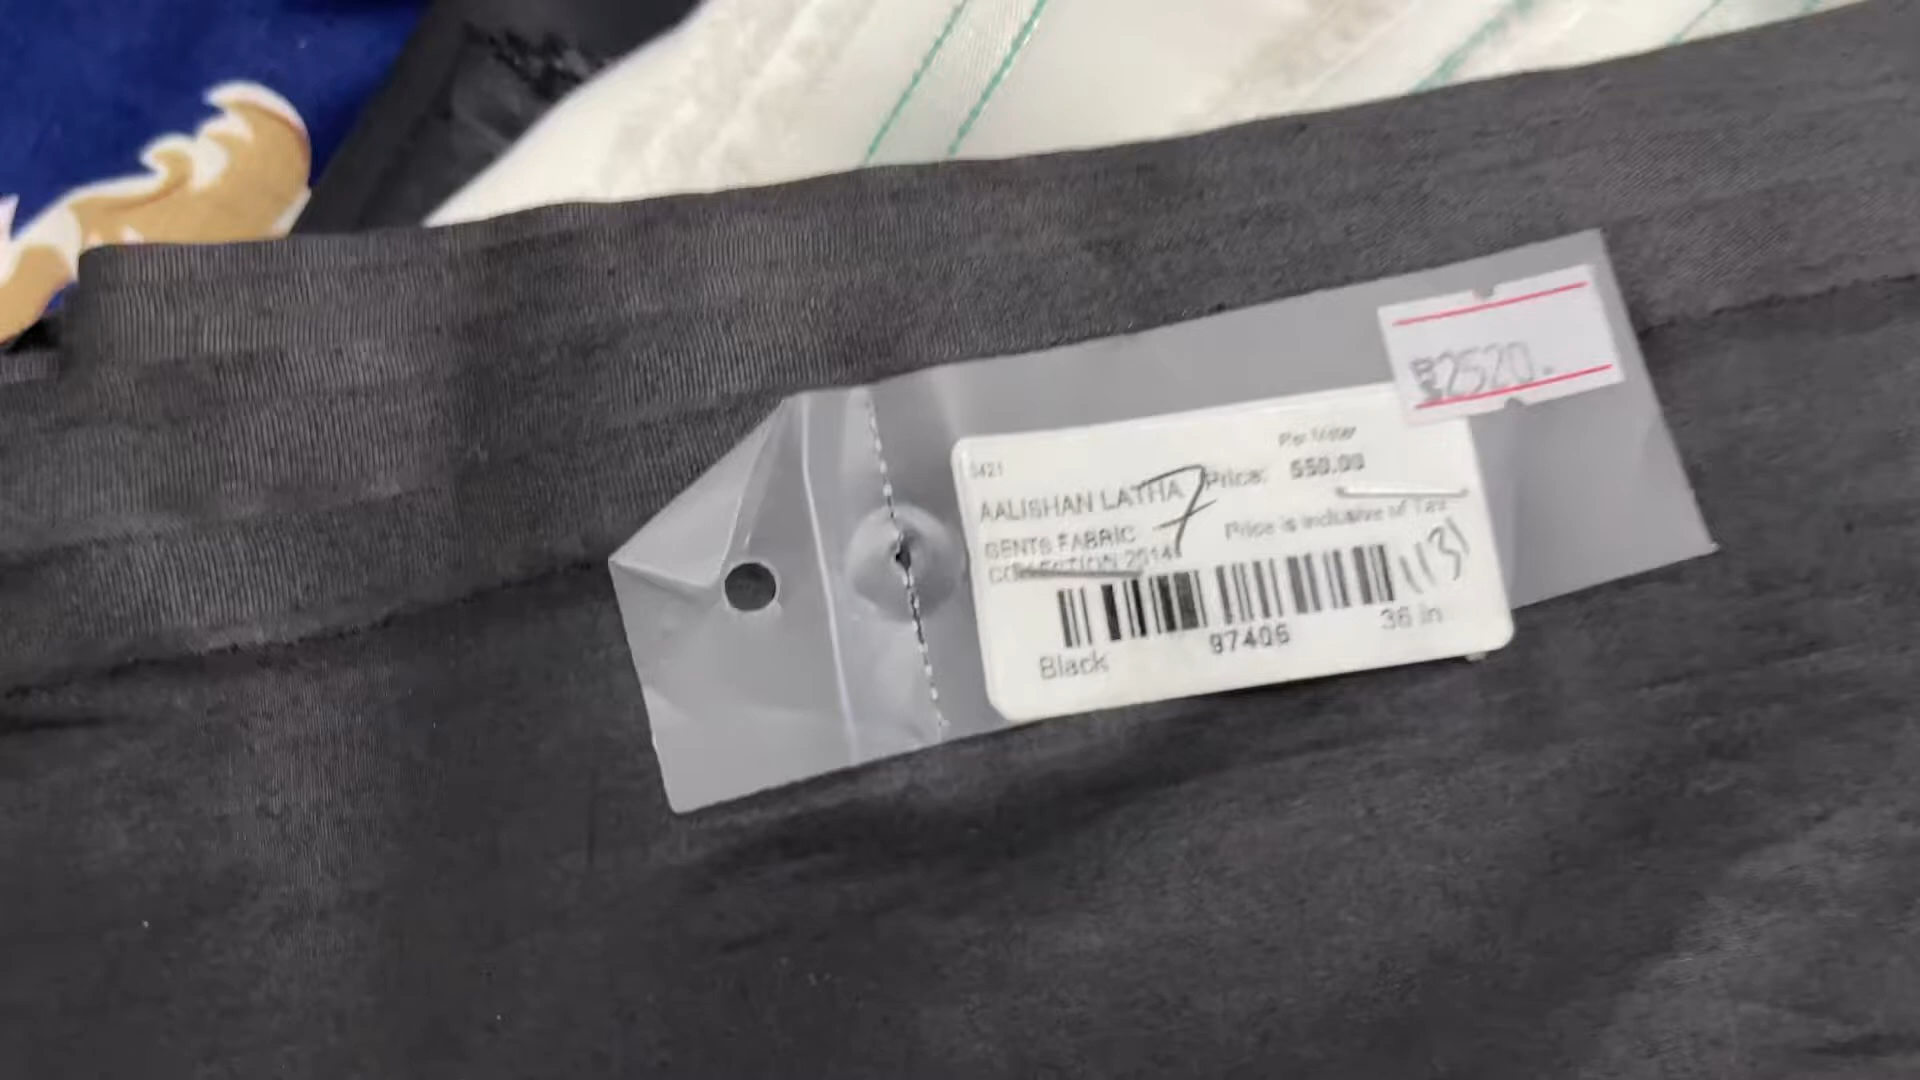 2520.
Per Meter
3421
Price: 550.00
AALISHAN LATHA 7
Price is inclusive of Tax
GENTS FABRIC
COLLECTION 2014
97406
36 in
Black